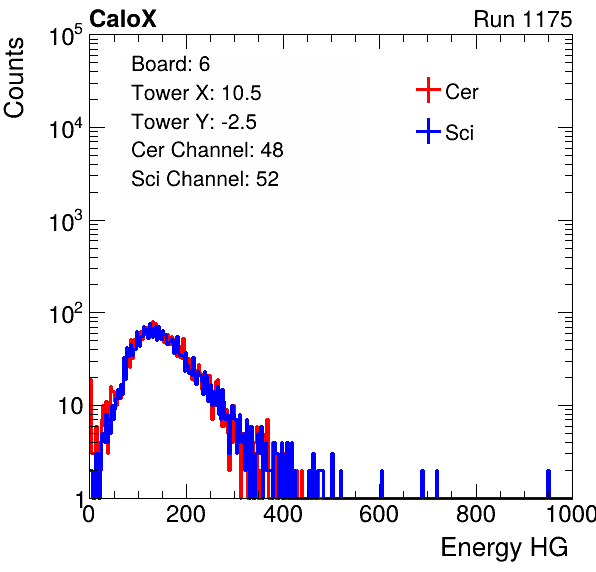 CaloX Run 1175
Counts
10^5
10^4
10^3
10^2
10
1
Board: 6
Tower X: 10.5
Tower Y: -2.5
Cer Channel: 48
Sci Channel: 52
Cer
Sci
0 200 400 600 800 1000
Energy HG